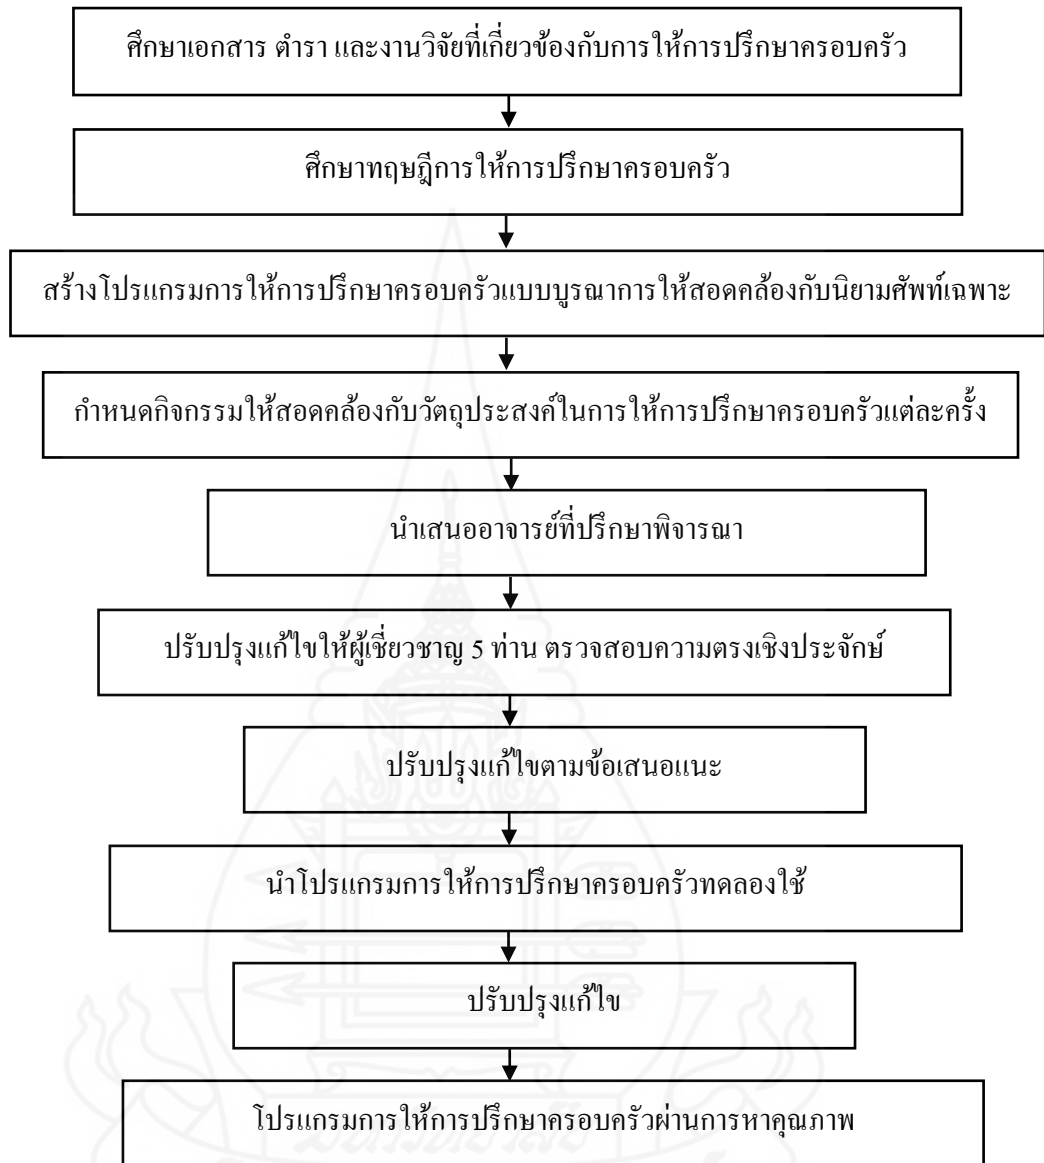 ศึกษาเอกสาร ตำรา และงานวิจัยที่เกี่ยวข้องกับการให้การปรึกษาครอบครัว
ศึกษาทฤษฎีการให้การปรึกษาครอบครัว
สร้างโปรแกรมการให้การปรึกษาครอบครัวแบบบูรณาการให้สอดคล้องกับนิยามศัพท์เฉพาะ
กำหนดกิจกรรมให้สอดคล้องกับวัตถุประสงค์ในการให้การปรึกษาครอบครัวแต่ละครั้ง
นำเสนออาจารย์ที่ปรึกษาพิจารณา
ปรับปรุงแก้ไขให้ผู้เชี่ยวชาญ 5 ท่าน ตรวจสอบความตรงเชิงประจักษ์
ปรับปรุงแก้ไขตามข้อเสนอแนะ
นำโปรแกรมการให้การปรึกษาครอบครัวทดลองใช้
ปรับปรุงแก้ไข
โปรแกรมการให้การปรึกษาครอบครัวผ่านการหาคุณภาพ